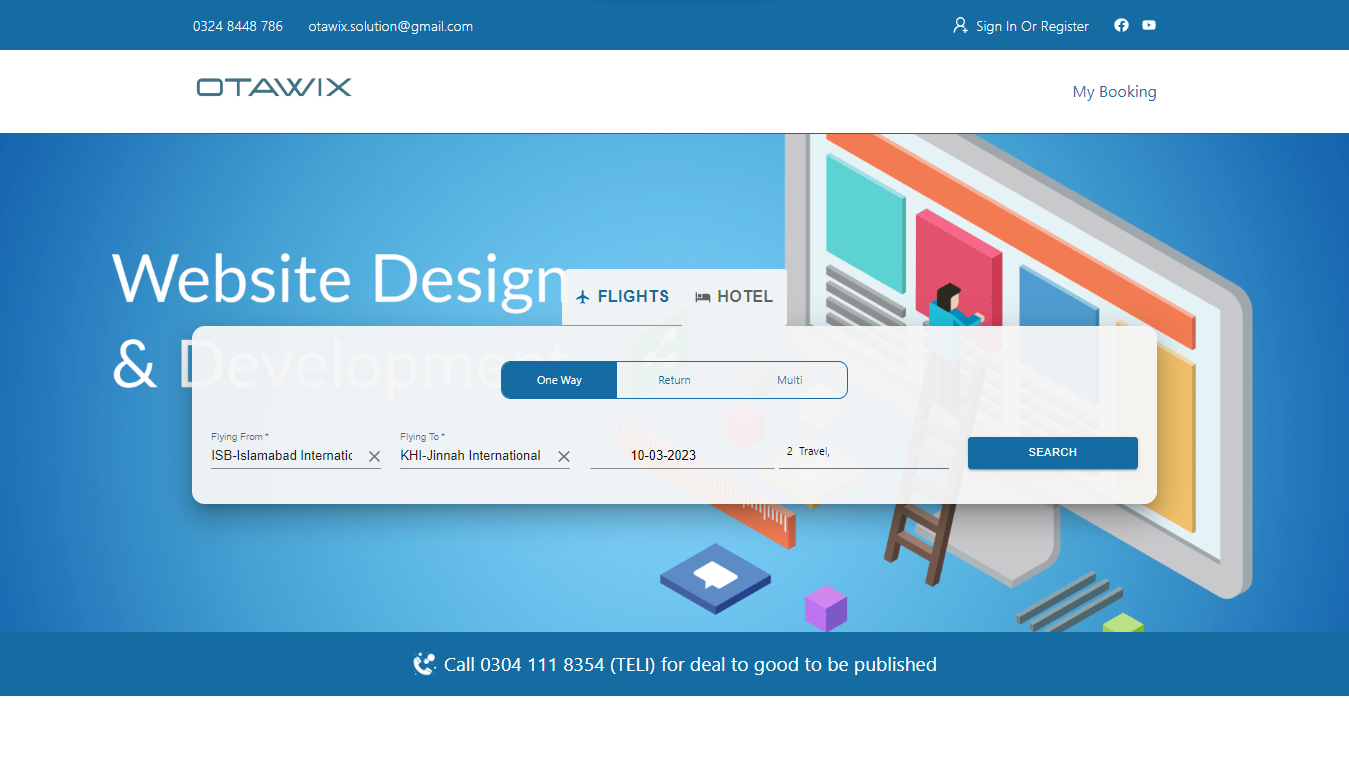 0324 8448 786 otawix.solution@gmail.com Sign In Or Register
OTAWIX My Booking
Website Design
& Development
FLIGHTS HOTEL
One Way Return Multi
Flying From * Flying To *
ISB-Islamabad Internatic KHI-Jinnah International 10-03-2023 2 Travel, SEARCH
Call 0304 111 8354 (TELI) for deal to good to be published